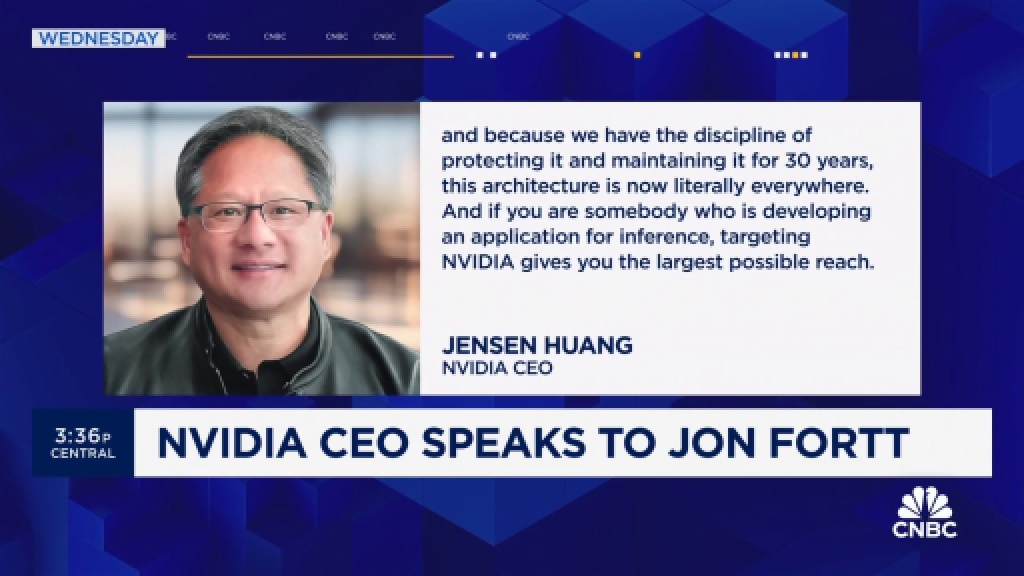 WEDNESDAY
CNBC CNBC CNBC CNBC CNBC
and because we have the discipline of
protecting it and maintaining it for 30 years,
this architecture is now literally everywhere.
And if you are somebody who is developing
an application for inference, targeting
NVIDIA gives you the largest possible reach.
JENSEN HUANG
NVIDIA CEO
3:36P
CENTRAL
NVIDIA CEO SPEAKS TO JON FORTT
CNBC